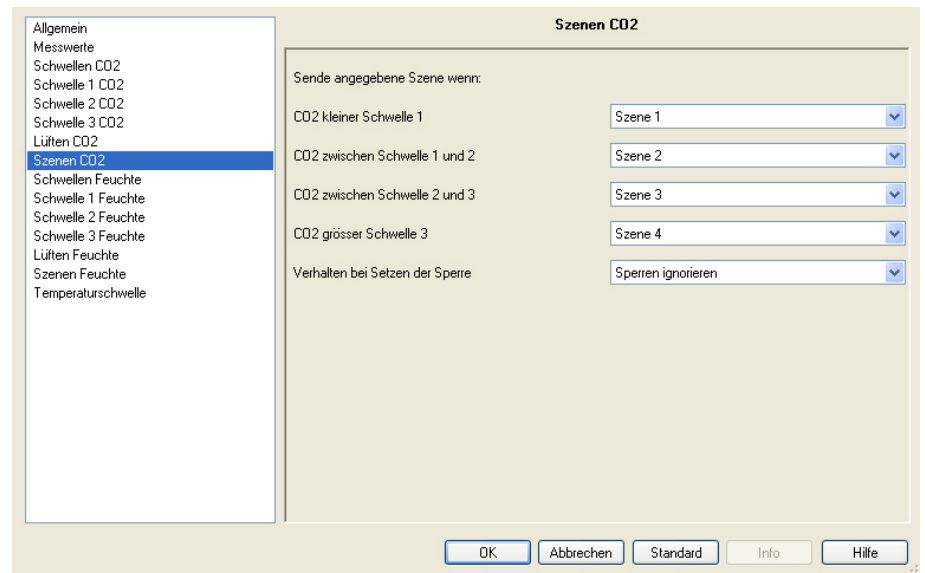 Allgemein
Messwerte
Schwellen CO2
Schwelle 1 CO2
Schwelle 2 CO2
Schwelle 3 CO2
Lüften CO2
Szenen CO2
Schwellen Feuchte
Schwelle 1 Feuchte
Schwelle 2 Feuchte
Schwelle 3 Feuchte
Lüften Feuchte
Szenen Feuchte
Temperaturschwelle
Szenen CO2
Sende angegebene Szene wenn:
CO2 kleiner Schwelle 1 Szene 1
CO2 zwischen Schwelle 1 und 2 Szene 2
CO2 zwischen Schwelle 2 und 3 Szene 3
CO2 grösser Schwelle 3 Szene 4
Verhalten bei Setzen der Sperre Sperren ignorieren
OK Abbrechen Standard Info Hilfe